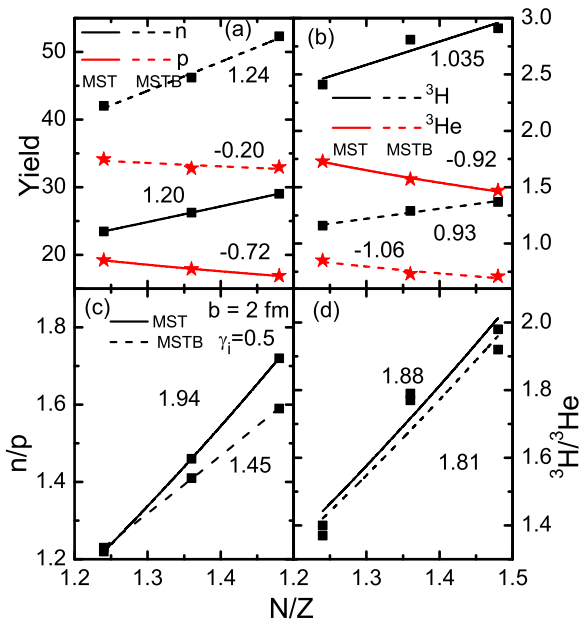 50
40
30
20
Yield
n
p
MST MSTB
(a)
1.24
-0.20
1.20
-0.72
(b)
3.0
2.5
2.0
1.5
1.0
1.035
³H
³He
MST MSTB
-0.92
0.93
-1.06
(c)
MST
MSTB
b = 2 fm
γi=0.5
1.94
1.45
1.8
1.6
1.4
1.2
n/p
(d)
1.88
1.81
2.0
1.8
1.6
1.4
³H/³He
1.2 1.3 1.4 1.2 1.3 1.4 1.5
N/Z